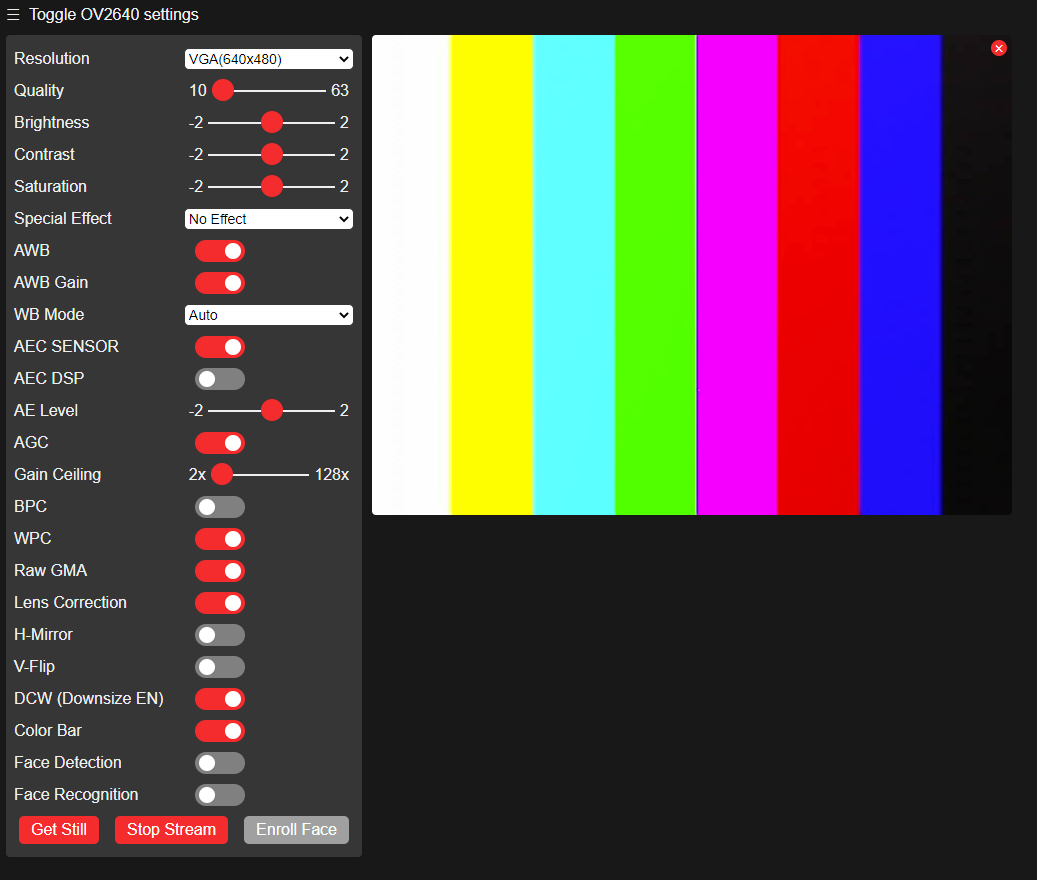 Toggle OV2640 settings
Resolution VGA(640x480)
Quality 10 63
Brightness -2 2
Contrast -2 2
Saturation -2 2
Special Effect No Effect
AWB
AWB Gain
WB Mode Auto
AEC SENSOR
AEC DSP
AE Level -2 2
AGC
Gain Ceiling 2x 128x
BPC
WPC
Raw GMA
Lens Correction
H-Mirror
V-Flip
DCW (Downsize EN)
Color Bar
Face Detection
Face Recognition
Get Still Stop Stream Enroll Face